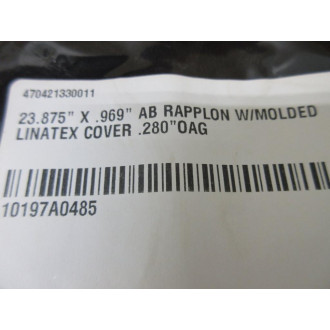 470421330011
23.875" X .969" AB RAPPLON W/MOLDED
LINATEX COVER .280"OAG
10197A0485